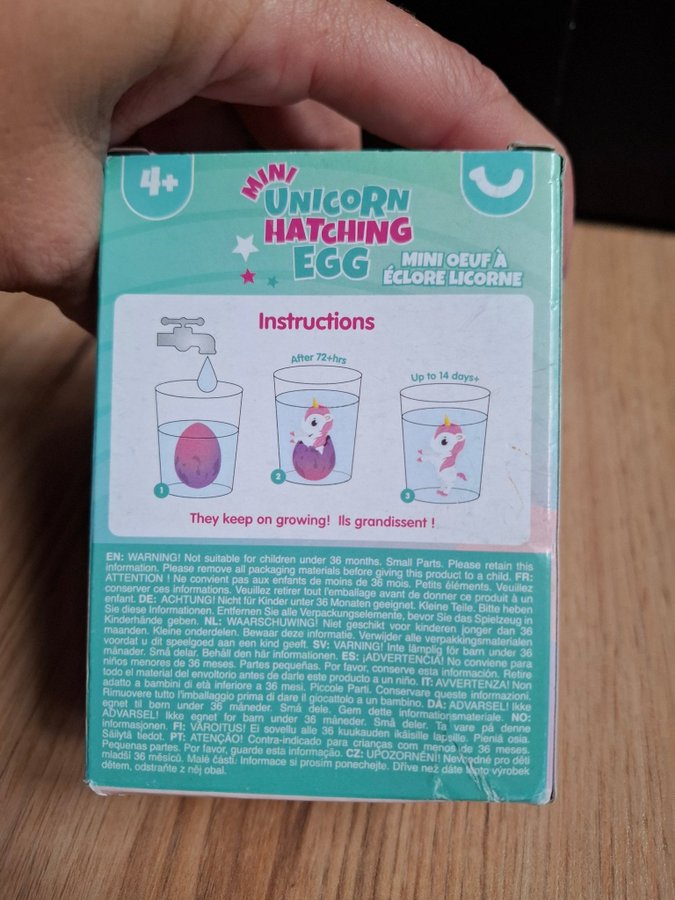 4+
MINI
UNICORN
HATCHING
EGG
MINI OEUF À
ÉCLORE LICORNE
Instructions
After 72+hrs
Up to 14 days+
1
2
3
They keep on growing! Ils grandissent !
EN: WARNING! Not suitable for children under 36 months. Small Parts. Please retain this
information. Please remove all packaging materials before giving this product to a child. FR:
ATTENTION ! Ne convient pas aux enfants de moins de 36 mois. Petits éléments. Veuillez
conserver ces informations. Veuillez retirer tout l'emballage avant de donner ce produit à un
enfant. DE: ACHTUNG! Nicht für Kinder unter 36 Monaten geeignet. Kleine Teile. Bitte heben
Sie diese Informationen. Entfernen Sie alle Verpackungselemente, bevor Sie das Spielzeug in
Kinderhände geben. NL: WAARSCHUWING! Niet geschikt voor kinderen jonger dan 36
maanden. Kleine onderdelen. Bewaar deze informatie. Verwijder alle verpakkingsmaterialen
voordat u dit speelgoed aan een kind geeft. SV: VARNING! Inte lämplig för barn under 36
månader. Små delar. Behåll den här informationen. ES: ¡ADVERTENCIA! No conviene para
niños menores de 36 meses. Partes pequeñas. Por favor, conserve esta información. Retire
todo el material del envoltorio antes de darle este producto a un niño. IT: AVVERTENZA! Non
adatto a bambini di età inferiore a 36 mesi. Piccole Parti. Conservare queste informazioni.
Rimuovere tutto l'imballaggio prima di dare il giocattolo a un bambino. DA: ADVARSEL! Ikke
egnet til børn under 36 måneder. Små dele. Gem dette informationsmateriale. NO:
ADVARSEL! Ikke egnet for barn under 36 måneder. Små deler. Ta vare på denne
informasjonen. FI: VAROITUS! Ei sovellu alle 36 kuukauden ikäisille lapsille. Pieniä osia.
Säilytä tiedot. PT: ATENÇÃO! Contra-indicado para crianças com menos de 36 meses.
Pequenas partes. Por favor, guarde esta informação. CZ: UPOZORNĚNÍ! Nevhodné pro děti
mladší 36 měsíců. Malé části. Informace si prosím ponechejte. Dříve než dáte tento výrobek
dětem, odstraňte z něj obal.